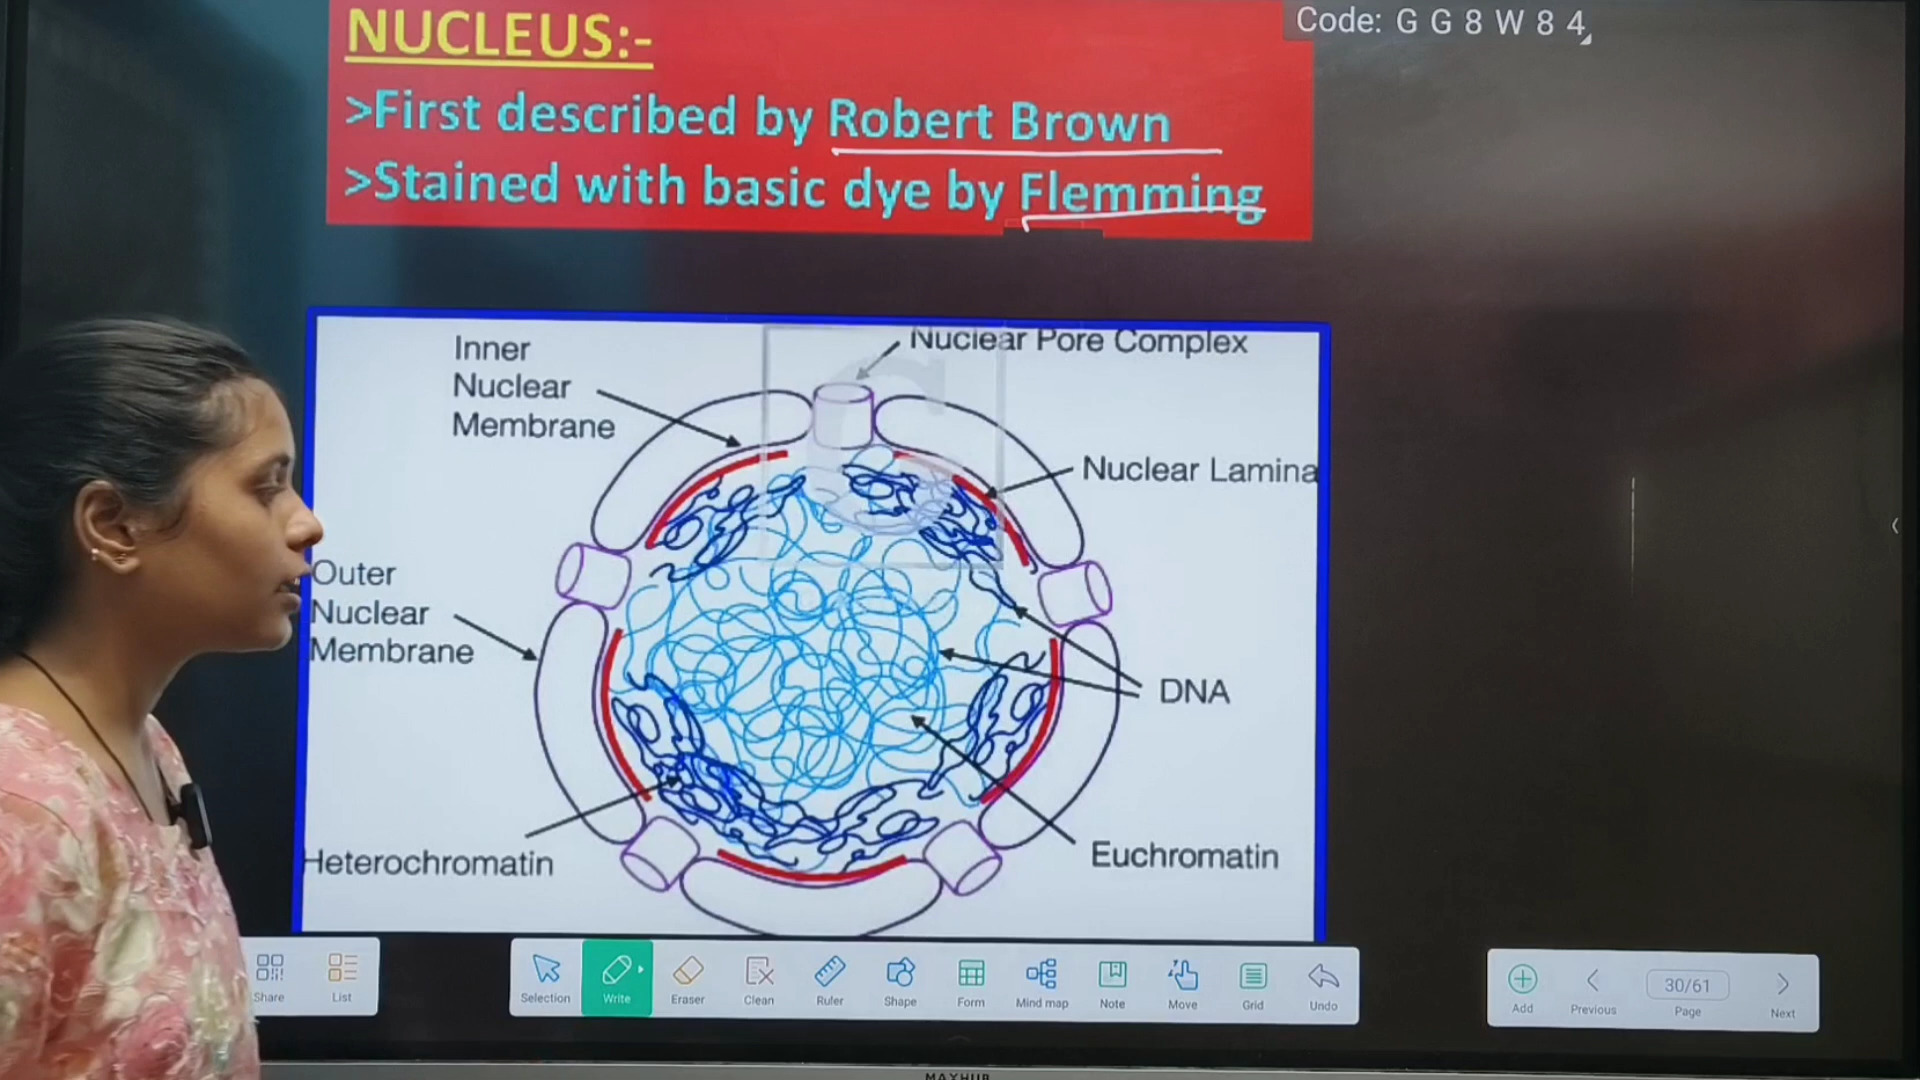 NUCLEUS:-
Code: G G 8 W 8 4
>First described by Robert Brown
>Stained with basic dye by Flemming
Inner
Nuclear
Membrane
Nuclear Pore Complex
Nuclear Lamina
Outer
Nuclear
Membrane
DNA
Heterochromatin
Euchromatin
Share
List
Selection
Write
Eraser
Clean
Ruler
Shape
Form
Mind map
Note
Move
Grid
Undo
Add
Previous
30/61
Page
Next
MAXHUB